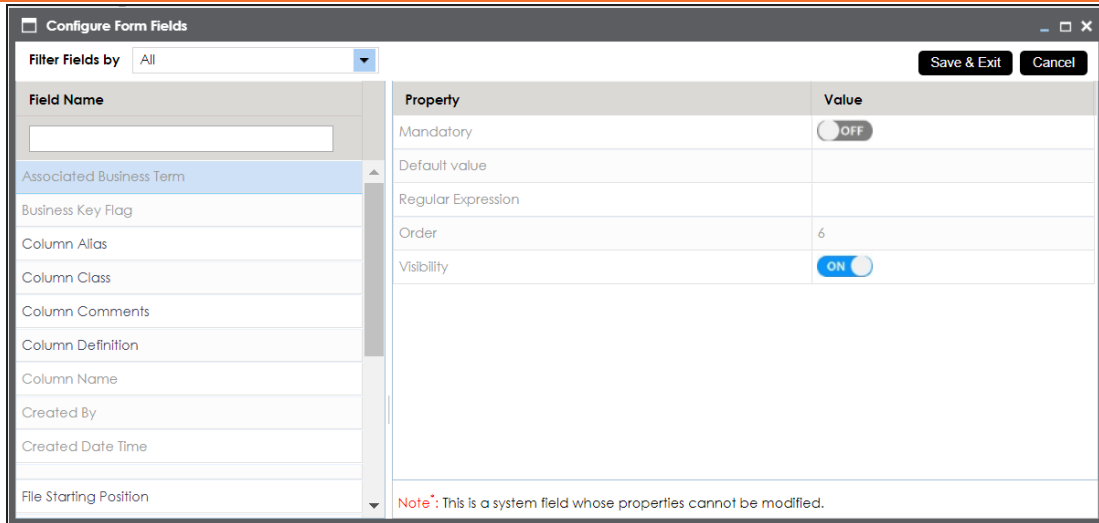 Configure Form Fields
Filter Fields by All
Save & Exit Cancel
Field Name
Associated Business Term
Business Key Flag
Column Alias
Column Class
Column Comments
Column Definition
Column Name
Created By
Created Date Time
File Starting Position
Property Value
Mandatory OFF
Default value
Regular Expression
Order 6
Visibility ON
Note*: This is a system field whose properties cannot be modified.